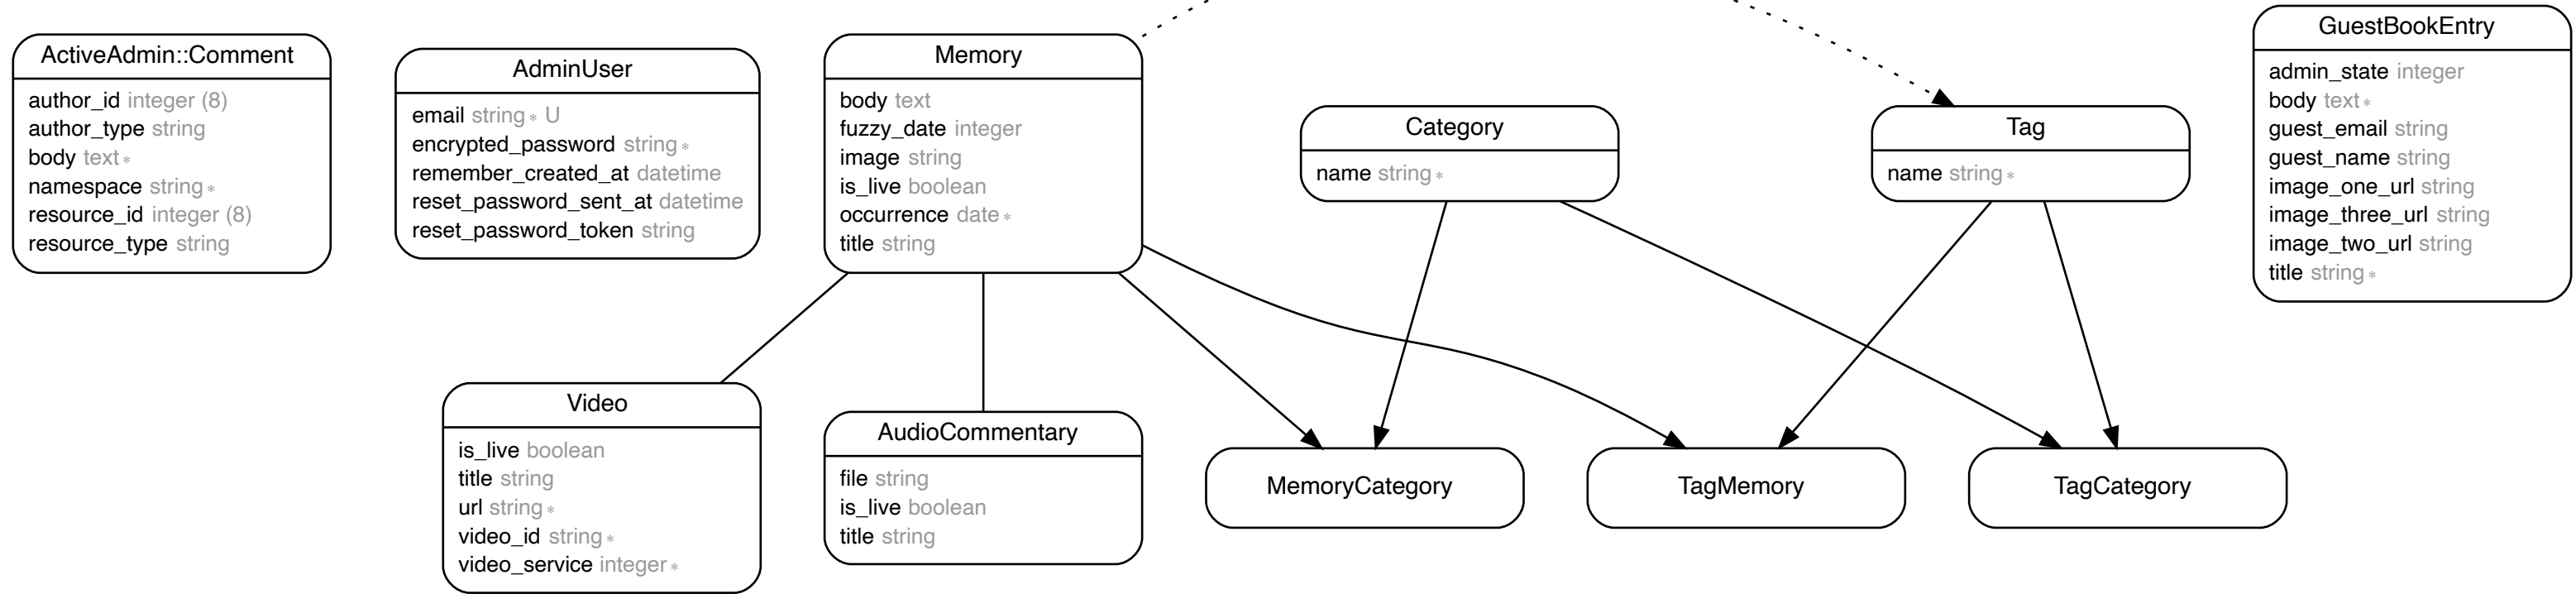 ActiveAdmin::Comment
author_id integer (8)
author_type string
body text *
namespace string *
resource_id integer (8)
resource_type string
AdminUser
email string * U
encrypted_password string *
remember_created_at datetime
reset_password_sent_at datetime
reset_password_token string
Memory
body text
fuzzy_date integer
image string
is_live boolean
occurrence date *
title string
Category
name string *
Tag
name string *
GuestBookEntry
admin_state integer
body text *
guest_email string
guest_name string
image_one_url string
image_three_url string
image_two_url string
title string *
Video
is_live boolean
title string
url string *
video_id string *
video_service integer *
AudioCommentary
file string
is_live boolean
title string
MemoryCategory
TagMemory
TagCategory